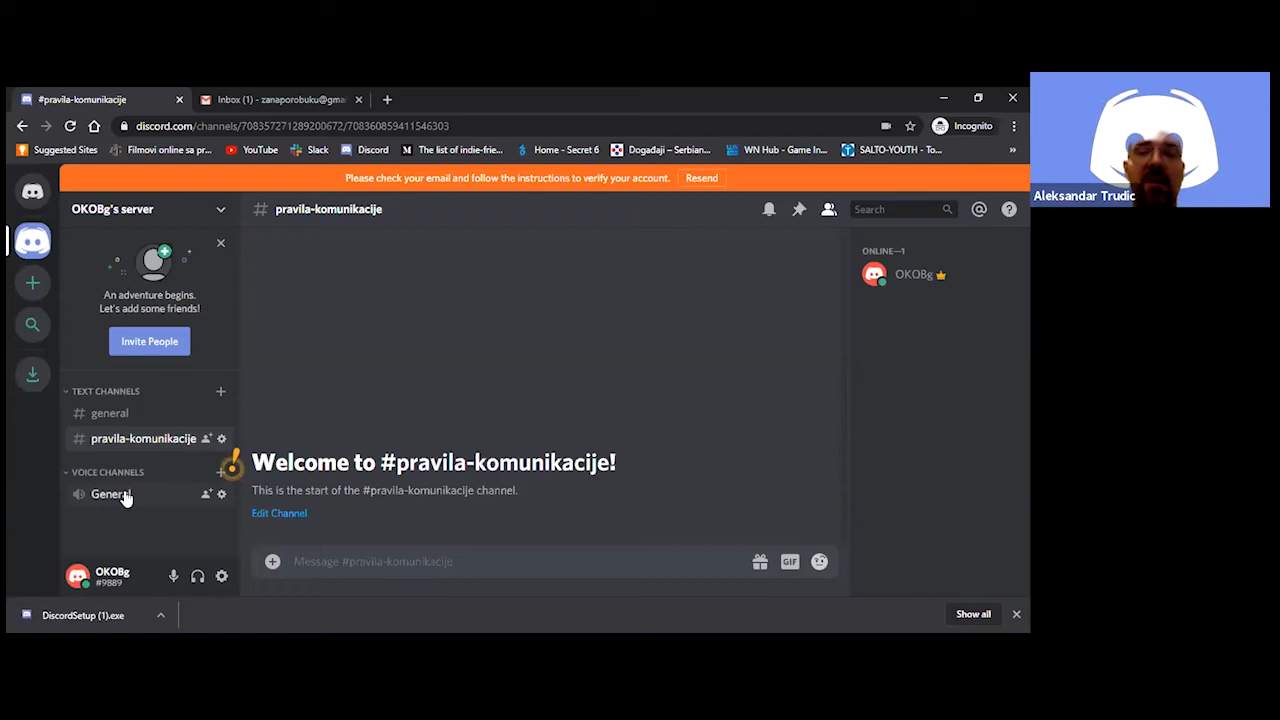 #pravila-komunikacije
Inbox (1) - zanaporobuku@gma
discord.com/channels/708357271289200672/708360859411546303
Incognito
Suggested Sites
Filmovi online sa pr...
YouTube
Slack
Discord
The list of indie-frie...
Home - Secret 6
Događaji – Serbian...
WN Hub - Game In...
SALTO-YOUTH - To...
»
Please check your email and follow the instructions to verify your account.
Resend
OKOBg's server
# pravila-komunikacije
Search
An adventure begins.
Let's add some friends!
Invite People
ONLINE—1
OKOBg
TEXT CHANNELS
# general
# pravila-komunikacije
VOICE CHANNELS
General
Welcome to #pravila-komunikacije!
This is the start of the #pravila-komunikacije channel.
Edit Channel
Message #pravila-komunikacije
GIF
OKOBg
#9889
DiscordSetup (1).exe
Show all
Aleksandar Trudic